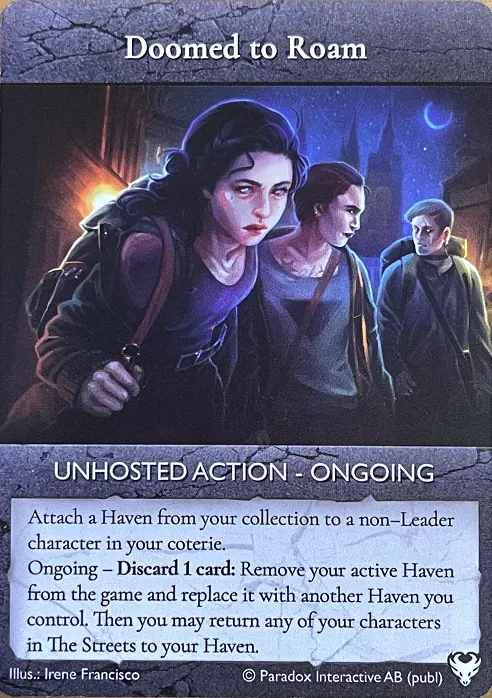 Doomed to Roam
UNHOSTED ACTION - ONGOING
Attach a Haven from your collection to a non–Leader
character in your coterie.
Ongoing – Discard 1 card: Remove your active Haven
from the game and replace it with another Haven you
control. Then you may return any of your characters
in The Streets to your Haven.
Illus.: Irene Francisco
© Paradox Interactive AB (publ)